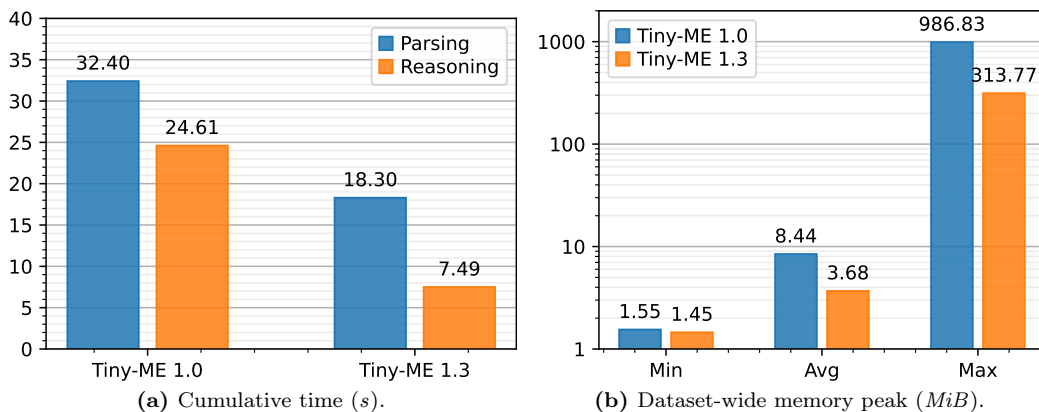 40
35
30
25
20
15
10
5
0
Parsing
Reasoning
32.40
24.61
18.30
7.49
Tiny-ME 1.0
Tiny-ME 1.3
(a) Cumulative time (s).
1000
100
10
1
Tiny-ME 1.0
Tiny-ME 1.3
1.55
1.45
8.44
3.68
986.83
313.77
Min
Avg
Max
(b) Dataset-wide memory peak (MiB).